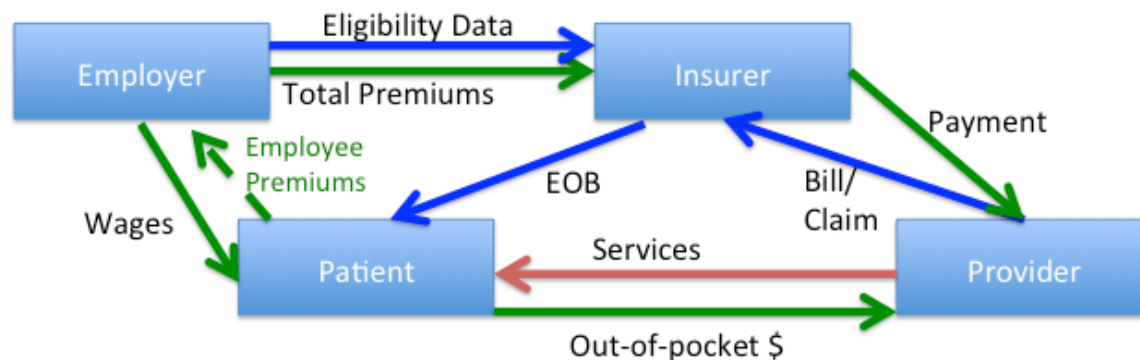 Eligibility Data
Employer
Insurer
Total Premiums
Payment
Employee
Premiums
EOB
Bill/
Claim
Wages
Services
Patient
Provider
Out-of-pocket $